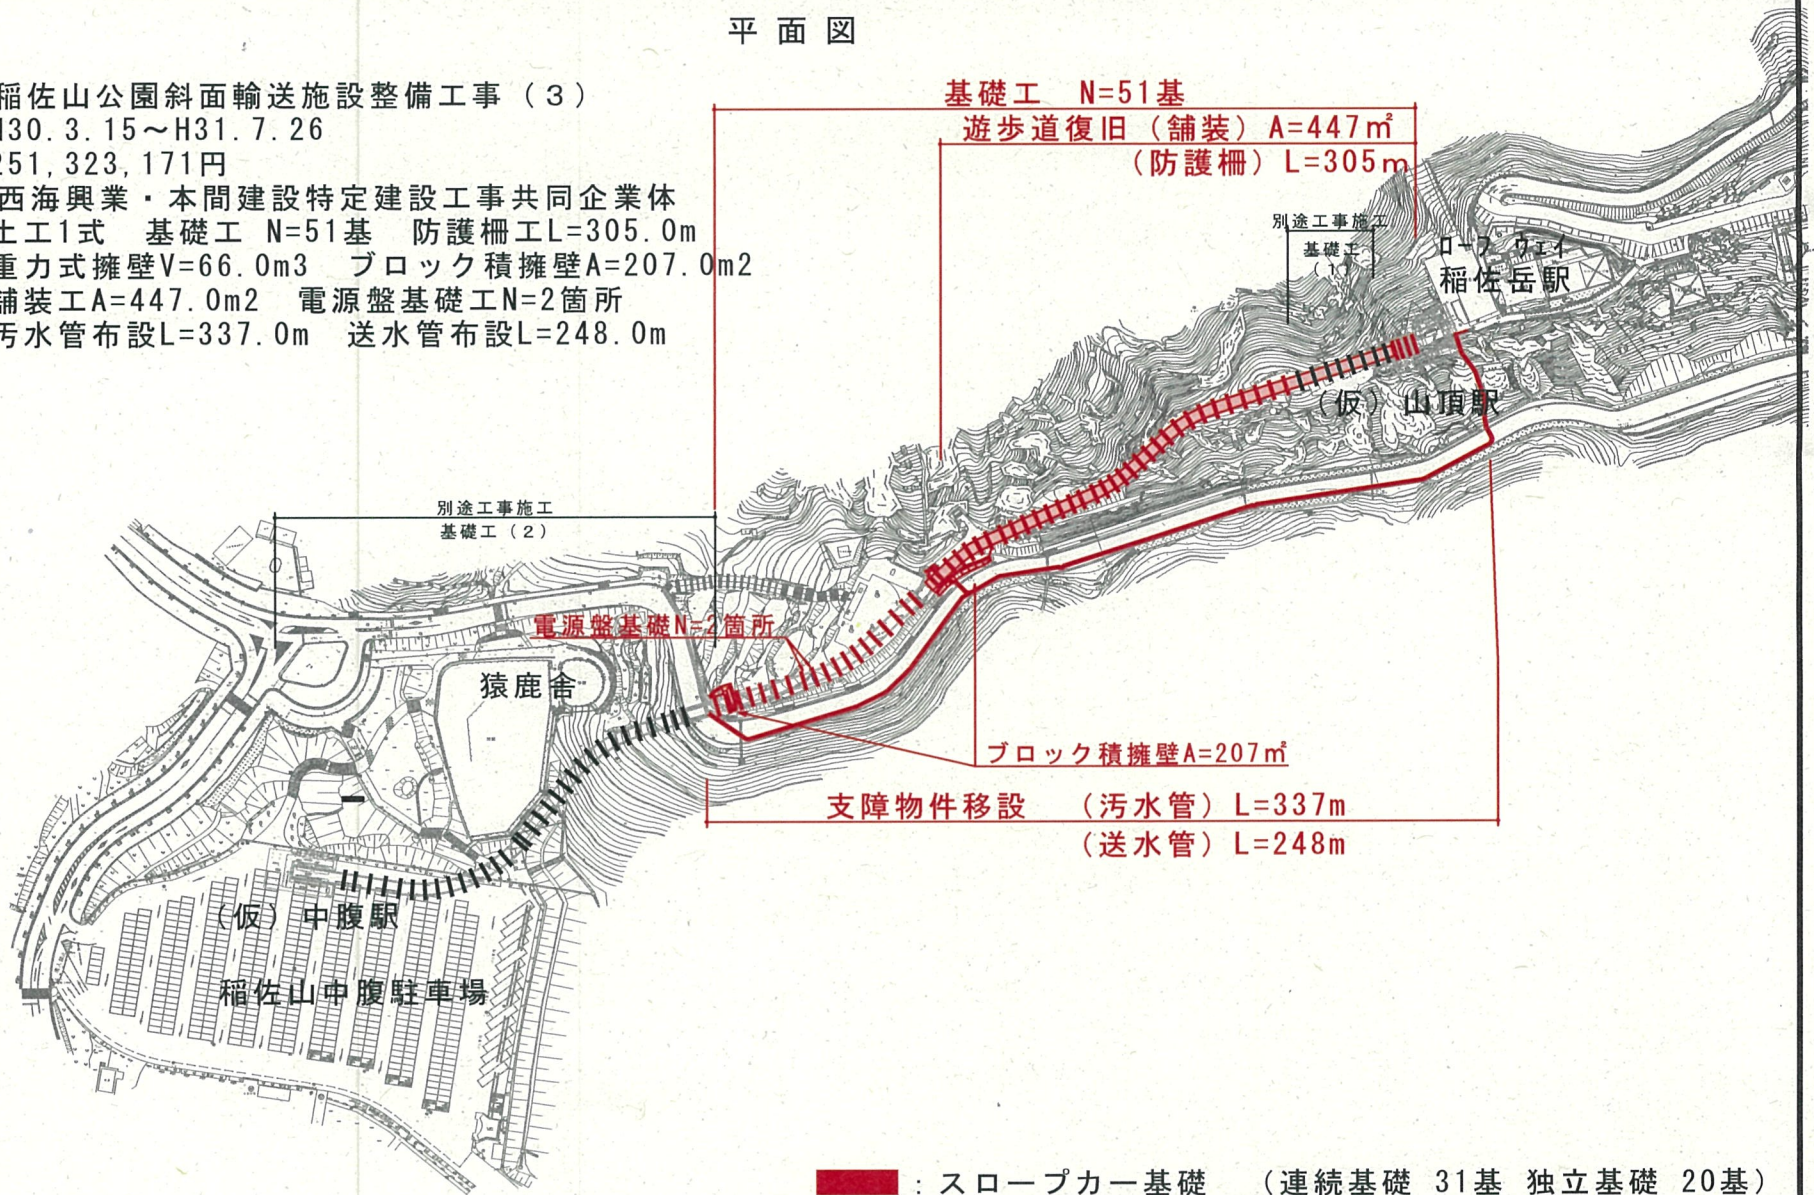 平面図
稲佐山公園斜面輸送施設整備工事（3）
H30.3.15～H31.7.26
251,323,171円
西海興業・本間建設特定建設工事共同企業体
土工1式　基礎工 N=51基　防護柵工L=305.0m
重力式擁壁V=66.0m3　ブロック積擁壁A=207.0m2
舗装工A=447.0m2　電源盤基礎工N=2箇所
汚水管布設L=337.0m　送水管布設L=248.0m
基礎工　N=51基
遊歩道復旧（舗装）A=447㎡
（防護柵）L=305m
別途工事施工
基礎工
（1）
ロープウェイ
稲佐岳駅
（仮）山頂駅
別途工事施工
基礎工（2）
電源盤基礎N=2箇所
猿鹿舎
ブロック積擁壁A=207㎡
支障物件移設　（汚水管）L=337m
（送水管）L=248m
（仮）中腹駅
稲佐山中腹駐車場
：スロープカー基礎　（連続基礎 31基 独立基礎 20基）